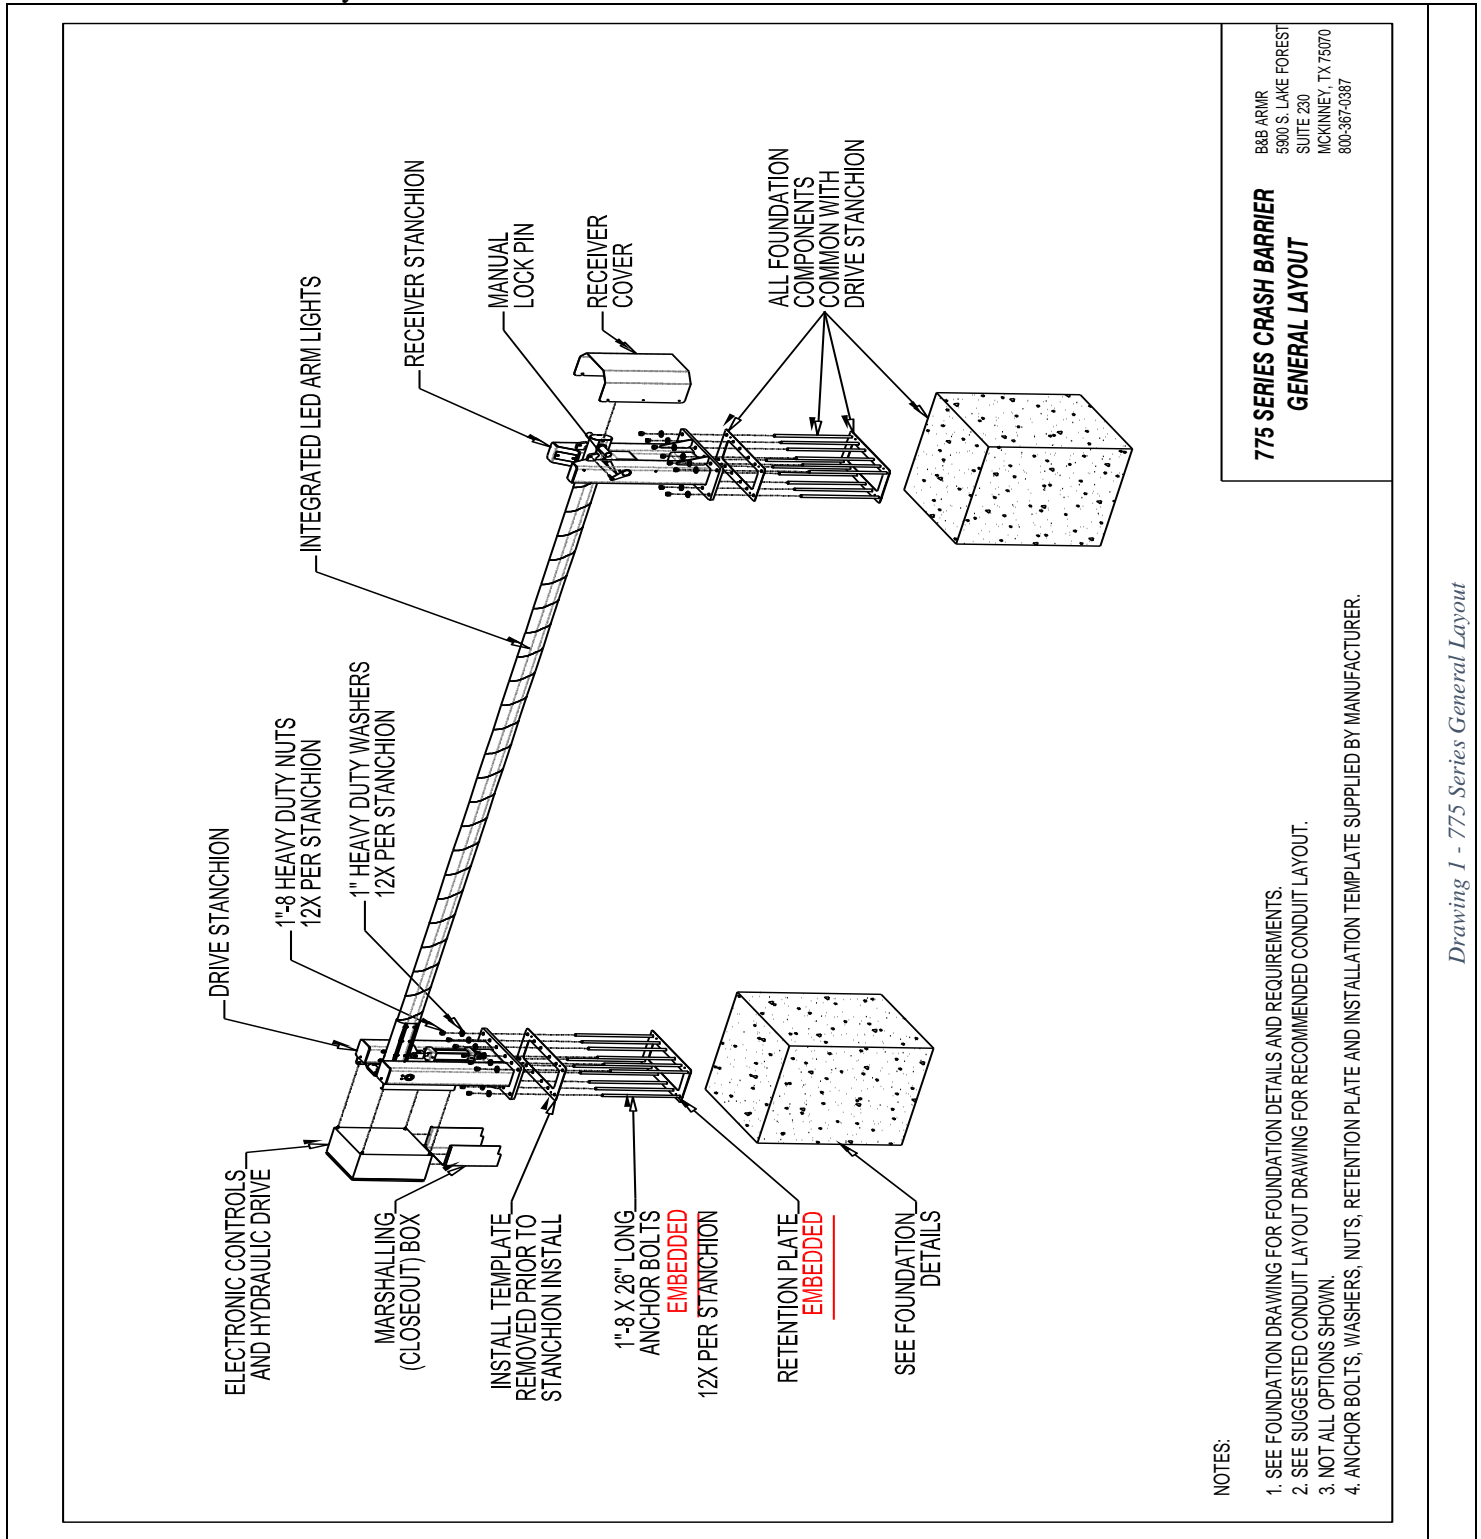 DRIVE STANCHION
1"-8 HEAVY DUTY NUTS
12X PER STANCHION
1" HEAVY DUTY WASHERS
12X PER STANCHION
INTEGRATED LED ARM LIGHTS
RECEIVER STANCHION
MANUAL
LOCK PIN
RECEIVER
COVER
ALL FOUNDATION
COMPONENTS
COMMON WITH
DRIVE STANCHION
ELECTRONIC CONTROLS
AND HYDRAULIC DRIVE
MARSHALLING
(CLOSEOUT) BOX
INSTALL TEMPLATE
REMOVED PRIOR TO
STANCHION INSTALL
1"-8 X 26" LONG
ANCHOR BOLTS
EMBEDDED
12X PER STANCHION
RETENTION PLATE
EMBEDDED
SEE FOUNDATION
DETAILS
NOTES:
1. SEE FOUNDATION DRAWING FOR FOUNDATION DETAILS AND REQUIREMENTS.
2. SEE SUGGESTED CONDUIT LAYOUT DRAWING FOR RECOMMENDED CONDUIT LAYOUT.
3. NOT ALL OPTIONS SHOWN.
4. ANCHOR BOLTS, WASHERS, NUTS, RETENTION PLATE AND INSTALLATION TEMPLATE SUPPLIED BY MANUFACTURER.
775 SERIES CRASH BARRIER
GENERAL LAYOUT
B&B ARMR
5900 S. LAKE FOREST
SUITE 230
MCKINNEY, TX 75070
800-367-0387
Drawing 1 - 775 Series General Layout